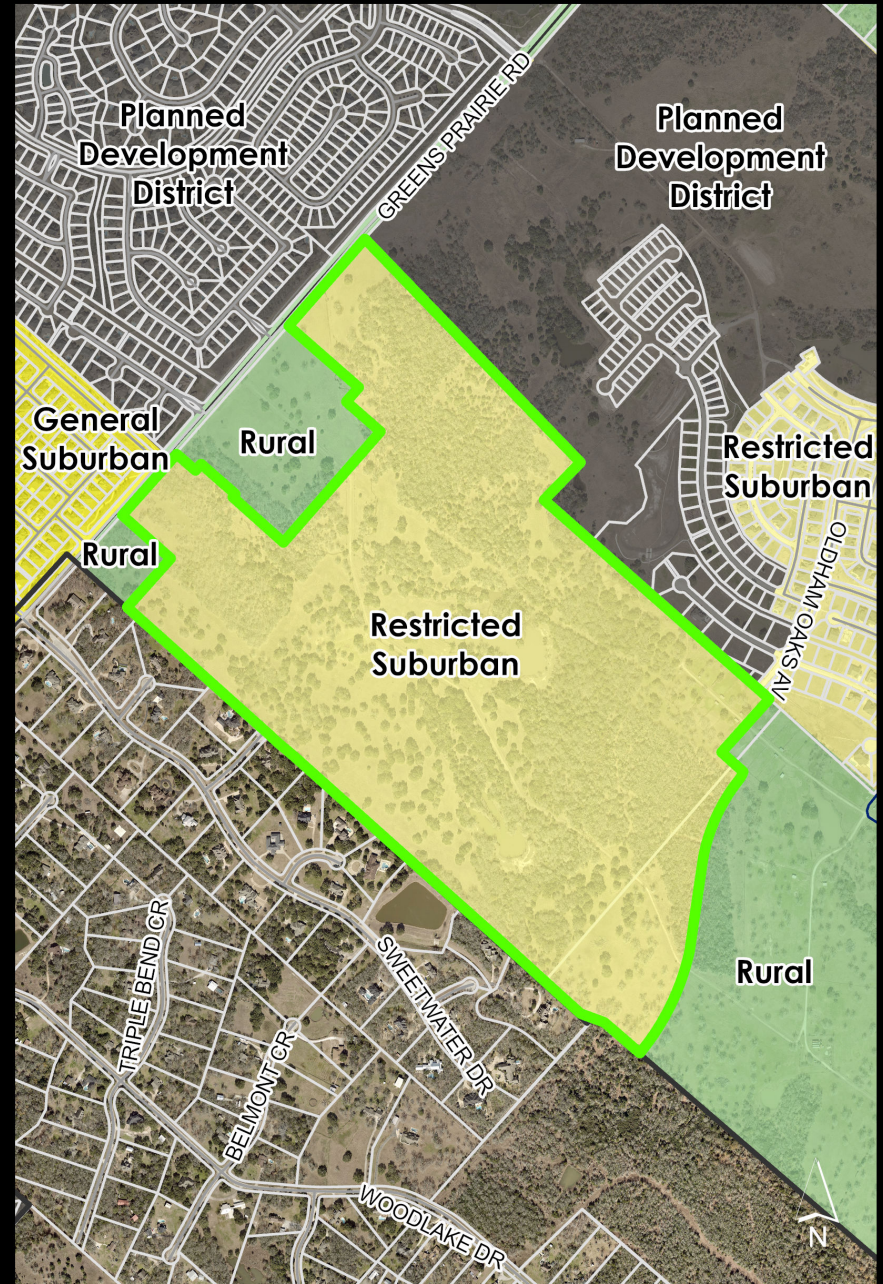 Planned
Development
District
GREENS PRAIRIE RD
Planned
Development
District
General
Suburban
Rural
Restricted
Suburban
OLDHAM OAKS AV
Rural
Restricted
Suburban
Rural
TRIPLE BEND CR
SWEETWATER DR
BELMONT CR
WOODLAKE DR
N